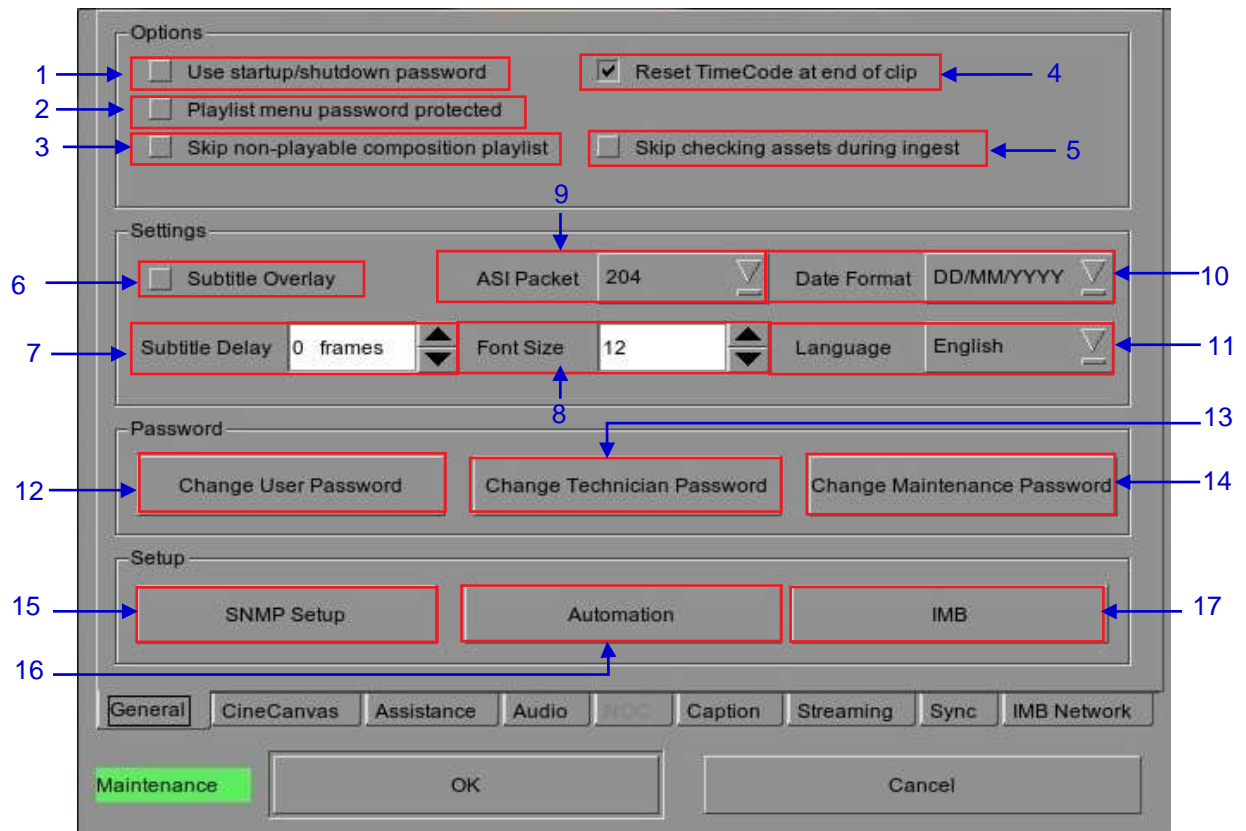 Options
1 Use startup/shutdown password Reset TimeCode at end of clip 4
2 Playlist menu password protected
3 Skip non-playable composition playlist Skip checking assets during ingest 5
9
Settings
6 Subtitle Overlay ASI Packet 204 Date Format DD/MM/YYYY 10
7 Subtitle Delay 0 frames Font Size 12 Language English 11
8
13
Password
12 Change User Password Change Technician Password Change Maintenance Password 14
Setup
15 SNMP Setup Automation IMB 17
16
General CineCanvas Assistance Audio NOC Caption Streaming Sync IMB Network
Maintenance OK Cancel